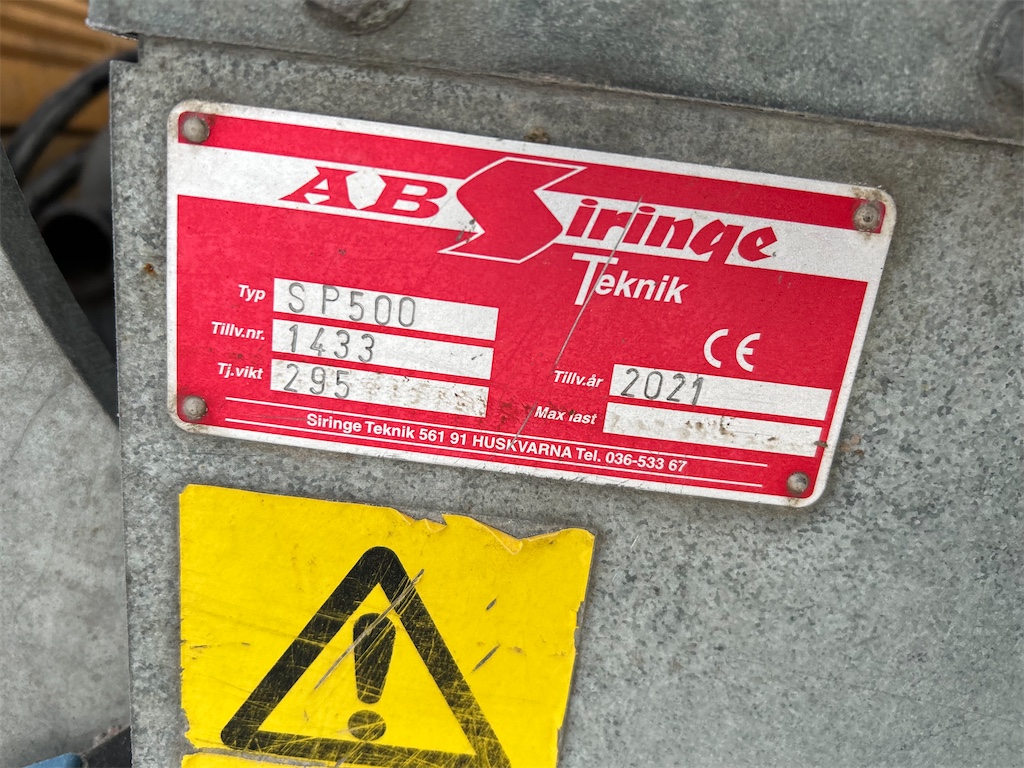 AB Siringe
Teknik
Typ SP500
Tillv.nr. 1433
CE
Tj.vikt 295
Tillv.år 2021
Max last
Siringe Teknik 561 91 HUSKVARNA Tel. 036-533 67